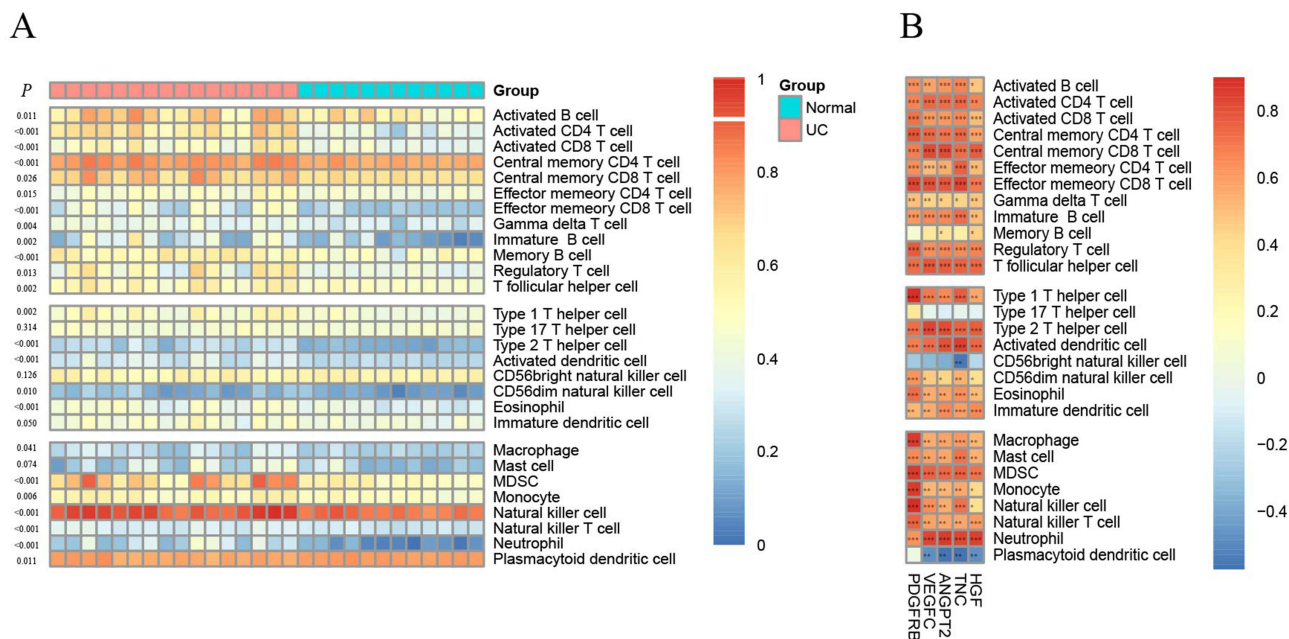 A
P
Group
0.011 Activated B cell
<0.001 Activated CD4 T cell
<0.001 Activated CD8 T cell
<0.001 Central memory CD4 T cell
0.026 Central memory CD8 T cell
0.015 Effector memeory CD4 T cell
<0.001 Effector memeory CD8 T cell
0.004 Gamma delta T cell
0.002 Immature B cell
<0.001 Memory B cell
0.013 Regulatory T cell
0.002 T follicular helper cell
0.002 Type 1 T helper cell
0.314 Type 17 T helper cell
<0.001 Type 2 T helper cell
<0.001 Activated dendritic cell
0.126 CD56bright natural killer cell
0.010 CD56dim natural killer cell
<0.001 Eosinophil
0.050 Immature dendritic cell
0.041 Macrophage
0.074 Mast cell
<0.001 MDSC
0.006 Monocyte
<0.001 Natural killer cell
<0.001 Natural killer T cell
<0.001 Neutrophil
0.011 Plasmacytoid dendritic cell
1
0.8
0.6
0.4
0.2
0
Group
Normal
UC
B
Activated B cell
Activated CD4 T cell
Activated CD8 T cell
Central memory CD4 T cell
Central memory CD8 T cell
Effector memeory CD4 T cell
Effector memeory CD8 T cell
Gamma delta T cell
Immature B cell
Memory B cell
Regulatory T cell
T follicular helper cell
Type 1 T helper cell
Type 17 T helper cell
Type 2 T helper cell
Activated dendritic cell
CD56bright natural killer cell
CD56dim natural killer cell
Eosinophil
Immature dendritic cell
Macrophage
Mast cell
MDSC
Monocyte
Natural killer cell
Natural killer T cell
Neutrophil
Plasmacytoid dendritic cell
PDGFRB
VEGFC
ANGPT2
TNC
HGF
0.8
0.6
0.4
0.2
0
−0.2
−0.4